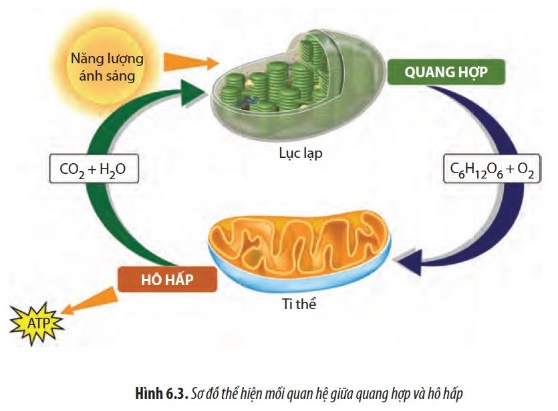 Năng lượng
ánh sáng
QUANG HỢP
Lục lạp
CO2 + H2O
C6H12O6 + O2
HÔ HẤP
Ti thể
ATP
Hình 6.3. Sơ đồ thể hiện mối quan hệ giữa quang hợp và hô hấp